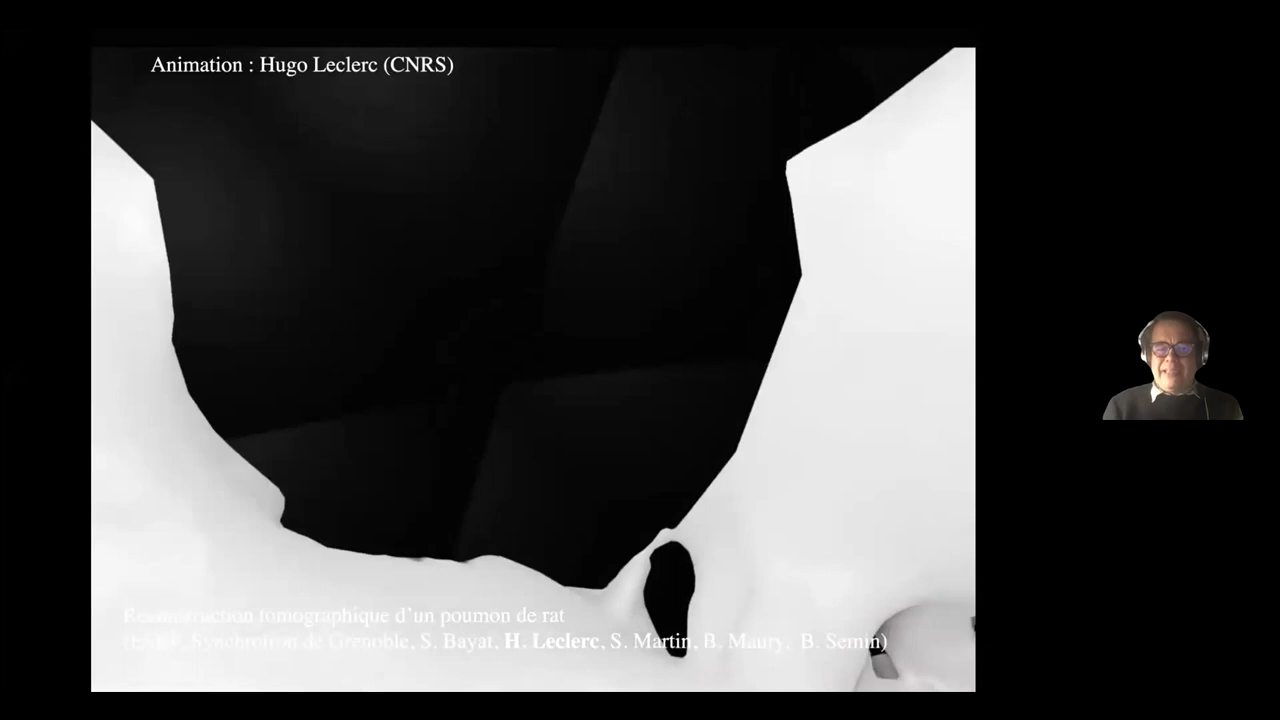 Animation : Hugo Leclerc (CNRS)
Reconstruction tomographique d'un poumon de rat
(ESRF, Synchrotron de Grenoble, S. Bayat, H. Leclerc, S. Martin, B. Maury, B. Semin)